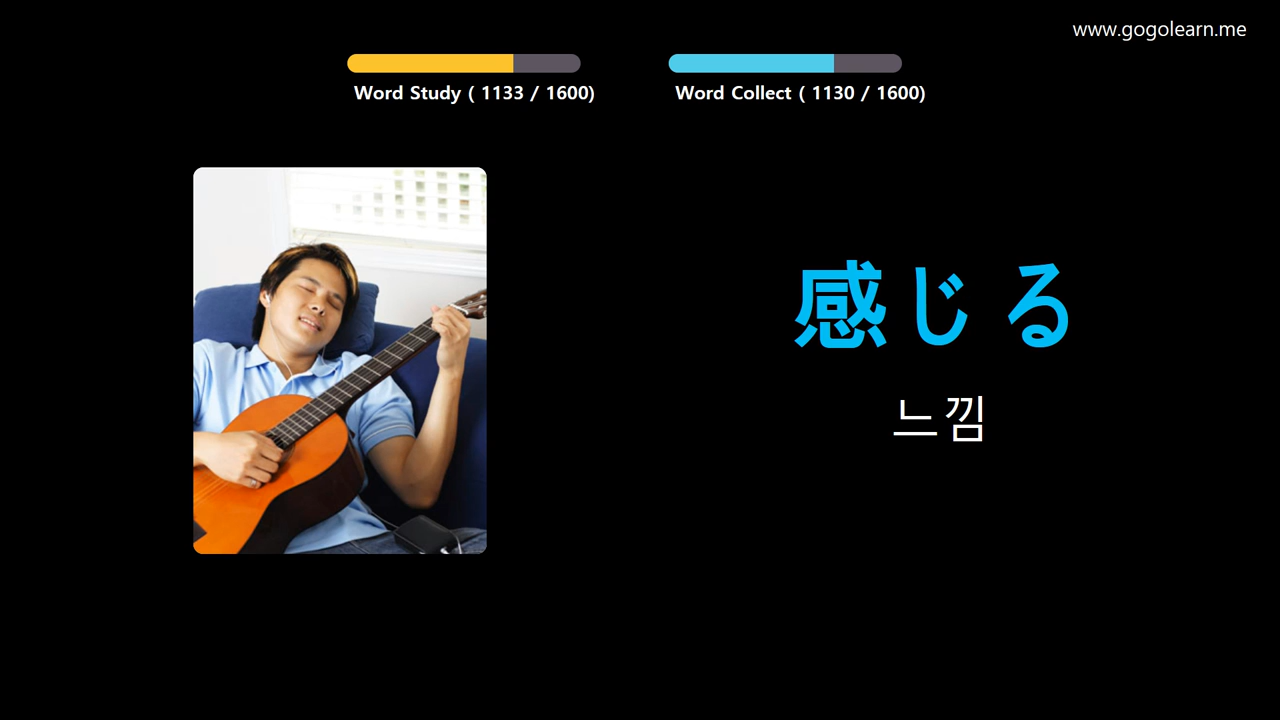 www.gogolearn.me
Word Study ( 1133 / 1600)
Word Collect ( 1130 / 1600)
感じる
느낌